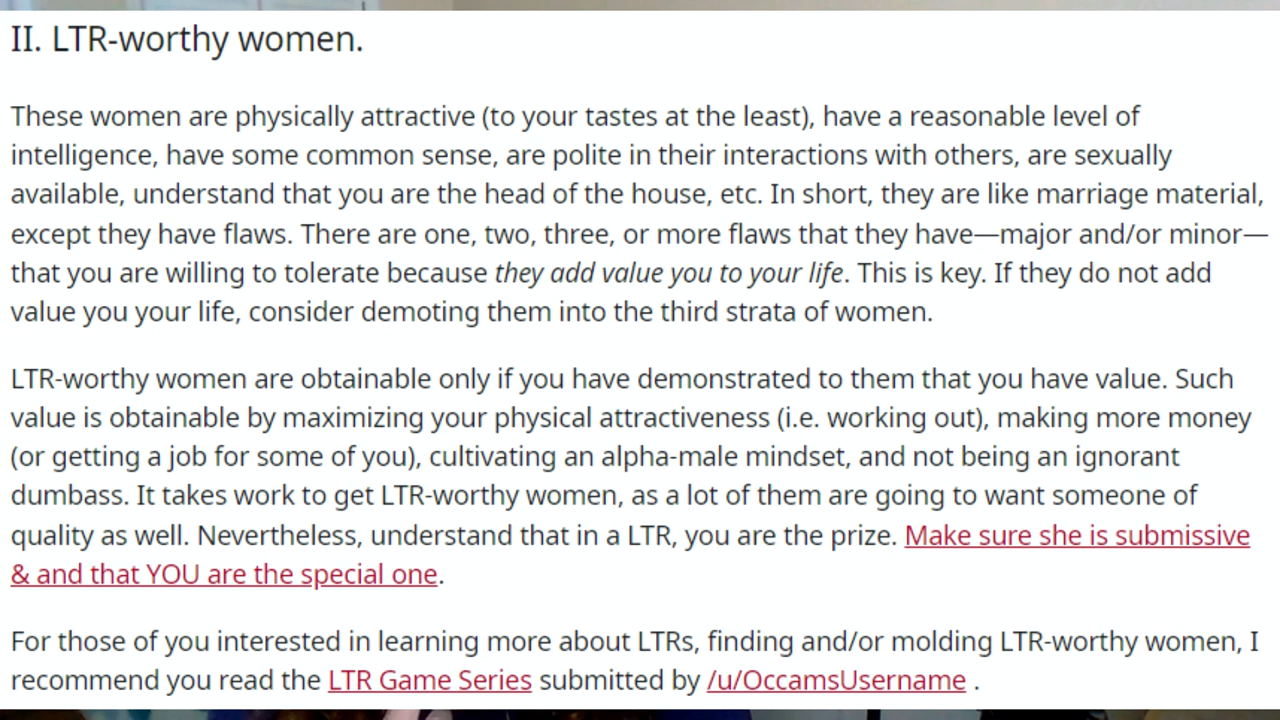 II. LTR-worthy women.
These women are physically attractive (to your tastes at the least), have a reasonable level of
intelligence, have some common sense, are polite in their interactions with others, are sexually
available, understand that you are the head of the house, etc. In short, they are like marriage material,
except they have flaws. There are one, two, three, or more flaws that they have—major and/or minor—
that you are willing to tolerate because they add value you to your life. This is key. If they do not add
value you your life, consider demoting them into the third strata of women.
LTR-worthy women are obtainable only if you have demonstrated to them that you have value. Such
value is obtainable by maximizing your physical attractiveness (i.e. working out), making more money
(or getting a job for some of you), cultivating an alpha-male mindset, and not being an ignorant
dumbass. It takes work to get LTR-worthy women, as a lot of them are going to want someone of
quality as well. Nevertheless, understand that in a LTR, you are the prize. Make sure she is submissive
& and that YOU are the special one.
For those of you interested in learning more about LTRs, finding and/or molding LTR-worthy women, I
recommend you read the LTR Game Series submitted by /u/OccamsUsername .